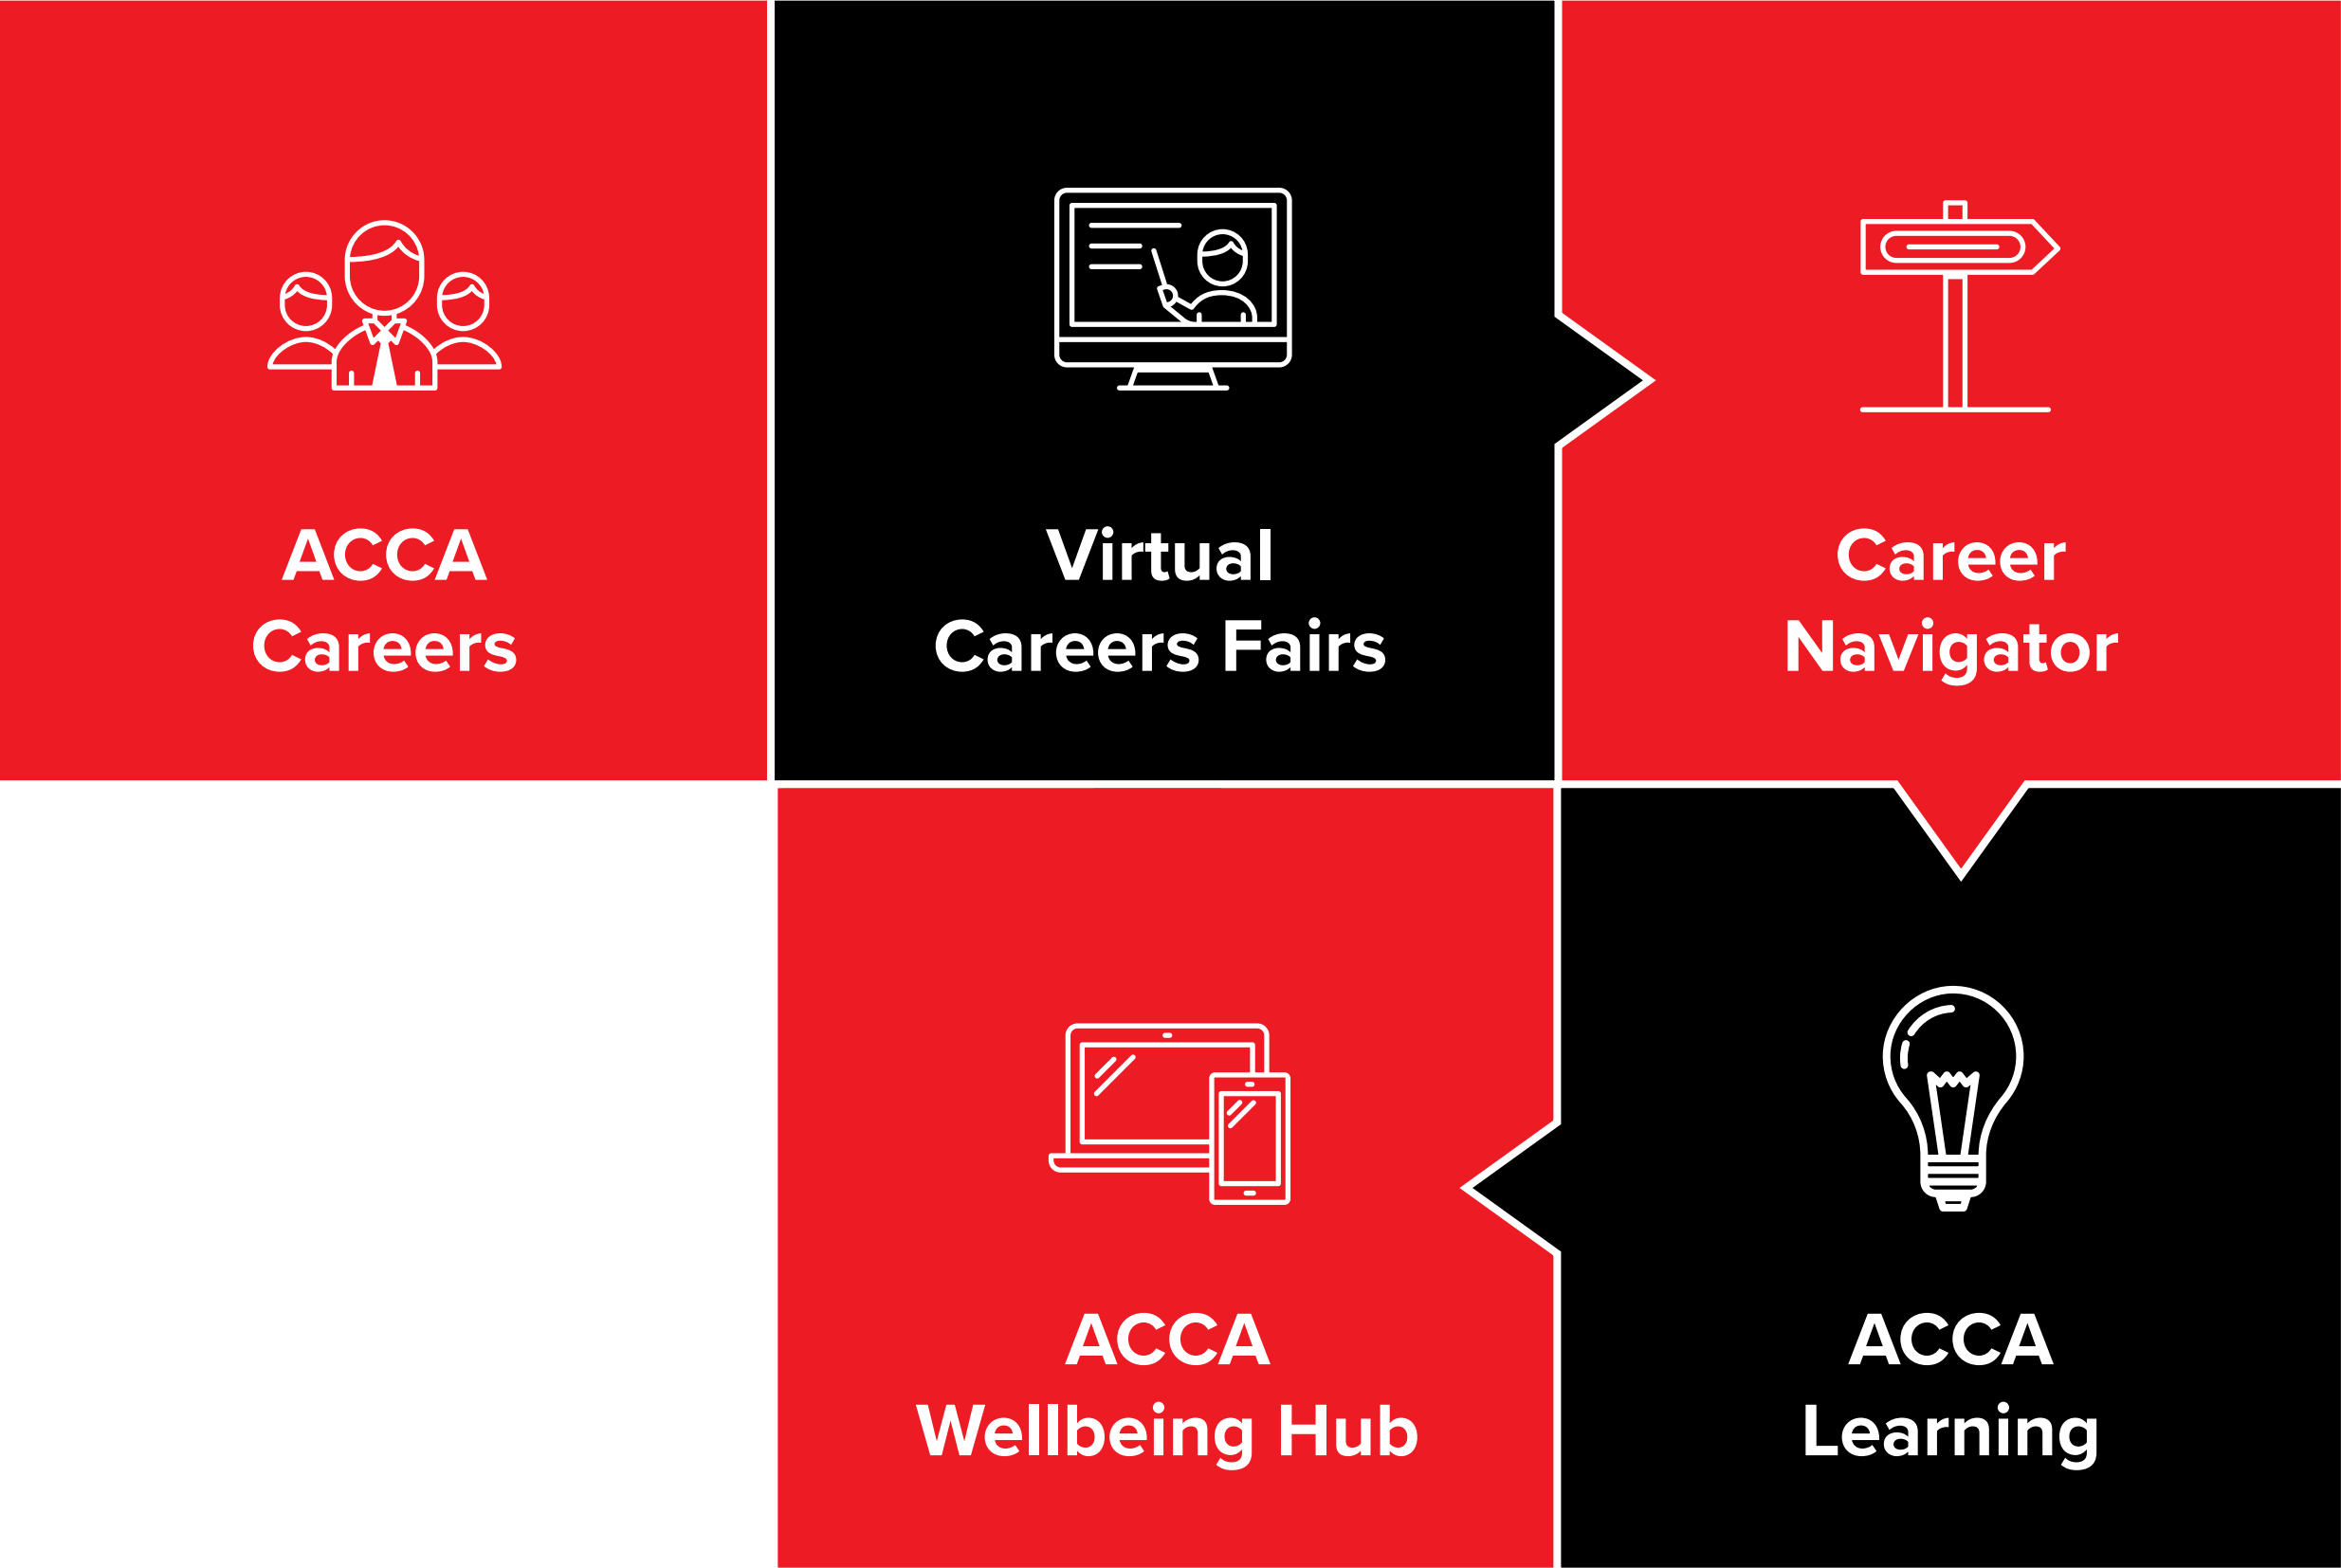 ACCA
Careers
Virtual
Careers Fairs
Career
Navigator
ACCA
Wellbeing Hub
ACCA
Learning